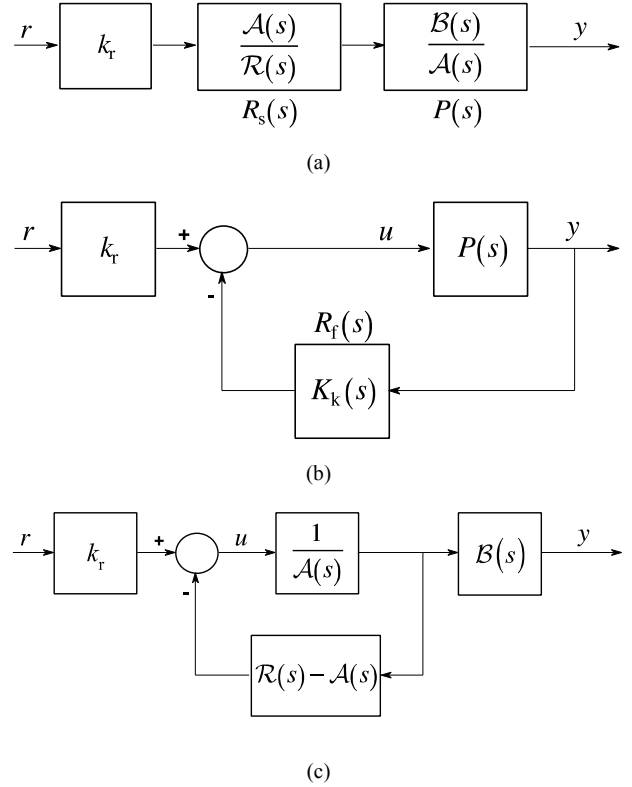 r k_r 𝒜(s)/ℛ(s) ℬ(s)/𝒜(s) y
R_s(s) P(s)
(a)
r k_r + - u P(s) y
R_f(s)
K_k(s)
(b)
r k_r + - u 1/𝒜(s) ℬ(s) y
ℛ(s) − 𝒜(s)
(c)